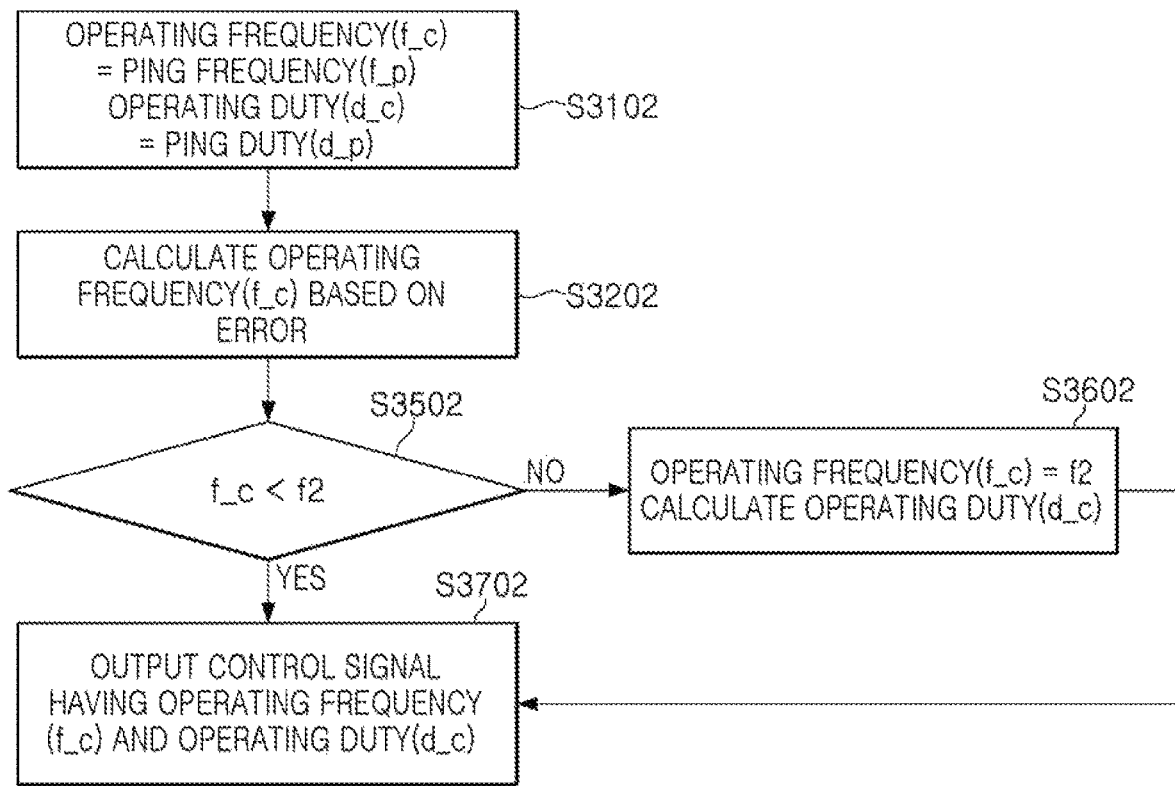 OPERATING FREQUENCY(f_c)
= PING FREQUENCY(f_p)
OPERATING DUTY(d_c)
= PING DUTY(d_p)
S3102
CALCULATE OPERATING
FREQUENCY(f_c) BASED ON
ERROR
S3202
S3502
f_c < f2
NO
YES
S3602
OPERATING FREQUENCY(f_c) = f2
CALCULATE OPERATING DUTY(d_c)
S3702
OUTPUT CONTROL SIGNAL
HAVING OPERATING FREQUENCY
(f_c) AND OPERATING DUTY(d_c)